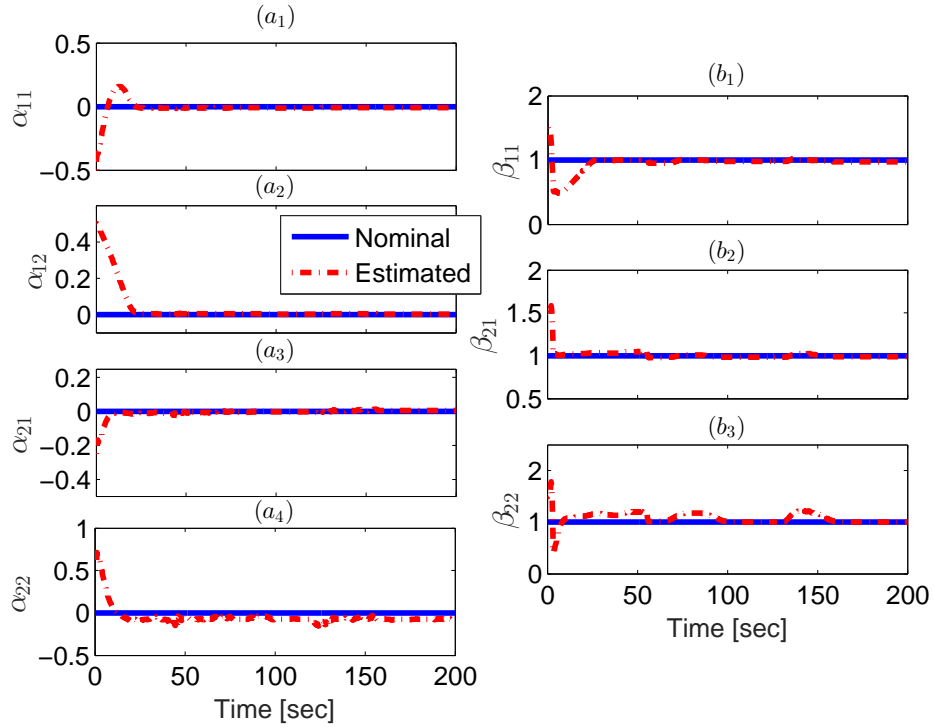 (a₁)
0.5
0
−0.5
α₁₁
(a₂)
0.4
0.2
0
α₁₂
Nominal
Estimated
(a₃)
0.2
0
−0.2
−0.4
α₂₁
(a₄)
1
0.5
0
−0.5
α₂₂
0 50 100 150 200
Time [sec]
(b₁)
2
1
0
β₁₁
(b₂)
2
1.5
1
0.5
β₂₁
(b₃)
2
1
0
β₂₂
0 50 100 150 200
Time [sec]